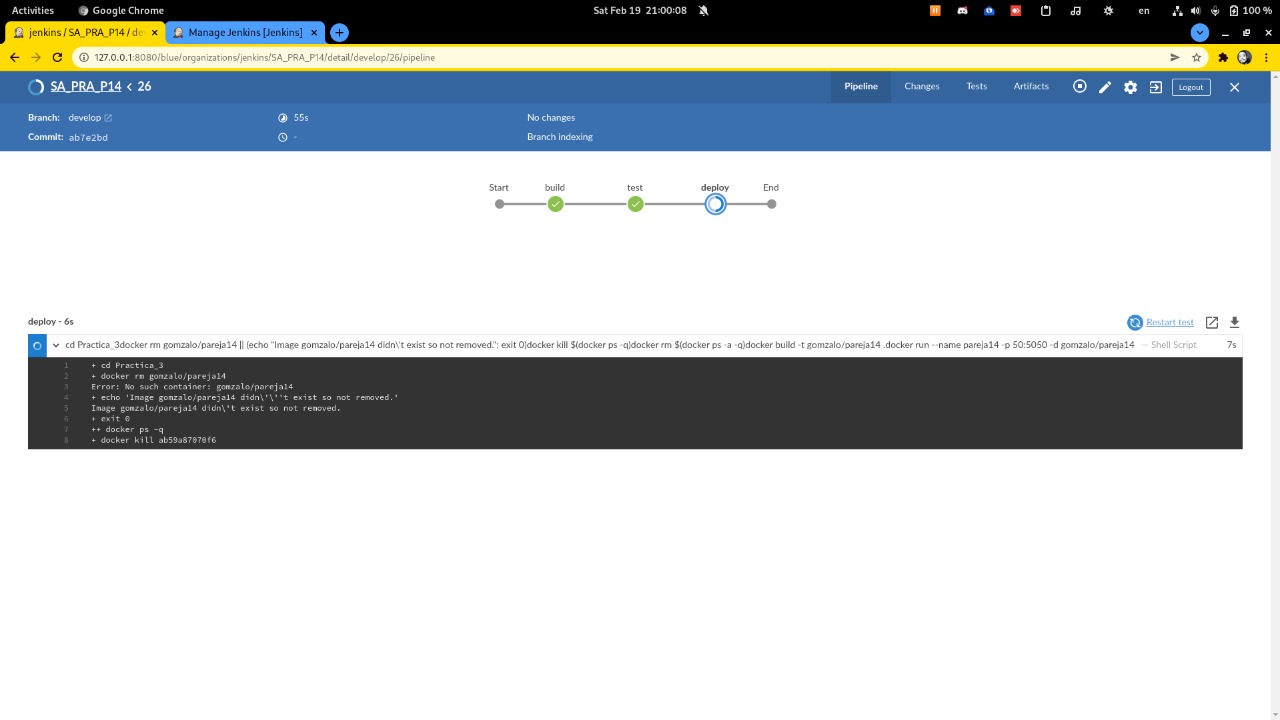 Activities Google Chrome Sat Feb 19 21:00:08 en 100 %
jenkins / SA_PRA_P14 / de × Manage Jenkins [Jenkins] ×
127.0.0.1:8080/blue/organizations/jenkins/SA_PRA_P14/detail/develop/26/pipeline
SA_PRA_P14 < 26 Pipeline Changes Tests Artifacts Logout
Branch: develop 55s No changes
Commit: ab7e2bd - Branch indexing
Start build test deploy End
deploy - 6s Restart test
cd Practica_3docker rm gomzalo/pareja14 || (echo "Image gomzalo/pareja14 didn\'t exist so not removed."; exit 0)docker kill $(docker ps -q)docker rm $(docker ps -a -q)docker build -t gomzalo/pareja14 .docker run --name pareja14 -p 50:5050 -d gomzalo/pareja14 — Shell Script 7s
1 + cd Practica_3
2 + docker rm gomzalo/pareja14
3 Error: No such container: gomzalo/pareja14
4 + echo 'Image gomzalo/pareja14 didn\'\''t exist so not removed.'
5 Image gomzalo/pareja14 didn\'t exist so not removed.
6 + exit 0
7 ++ docker ps -q
8 + docker kill ab59a87070f6